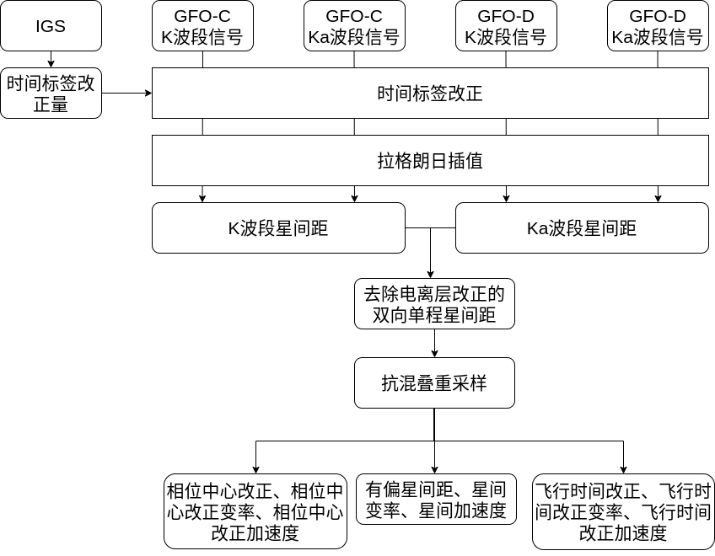 IGS
GFO-C
K波段信号
GFO-C
Ka波段信号
GFO-D
K波段信号
GFO-D
Ka波段信号
时间标签改
正量
时间标签改正
拉格朗日插值
K波段星间距
Ka波段星间距
去除电离层改正的
双向单程星间距
抗混叠重采样
相位中心改正、相位中
心改正变率、相位中心
改正加速度
有偏星间距、星间
变率、星间加速度
飞行时间改正、飞行时
间改正变率、飞行时间
改正加速度